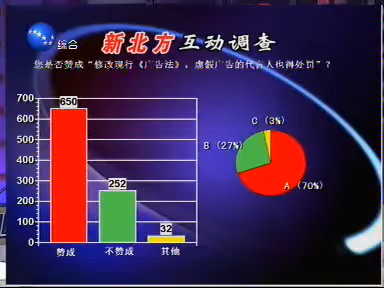 综合 新北方互动调查
您是否赞成“修改现行《广告法》，虚假广告的代言人也得处罚”？
700
600
500
400
300
200
100
0
650
252
32
赞成
不赞成
其他
C (3%)
B (27%)
A (70%)